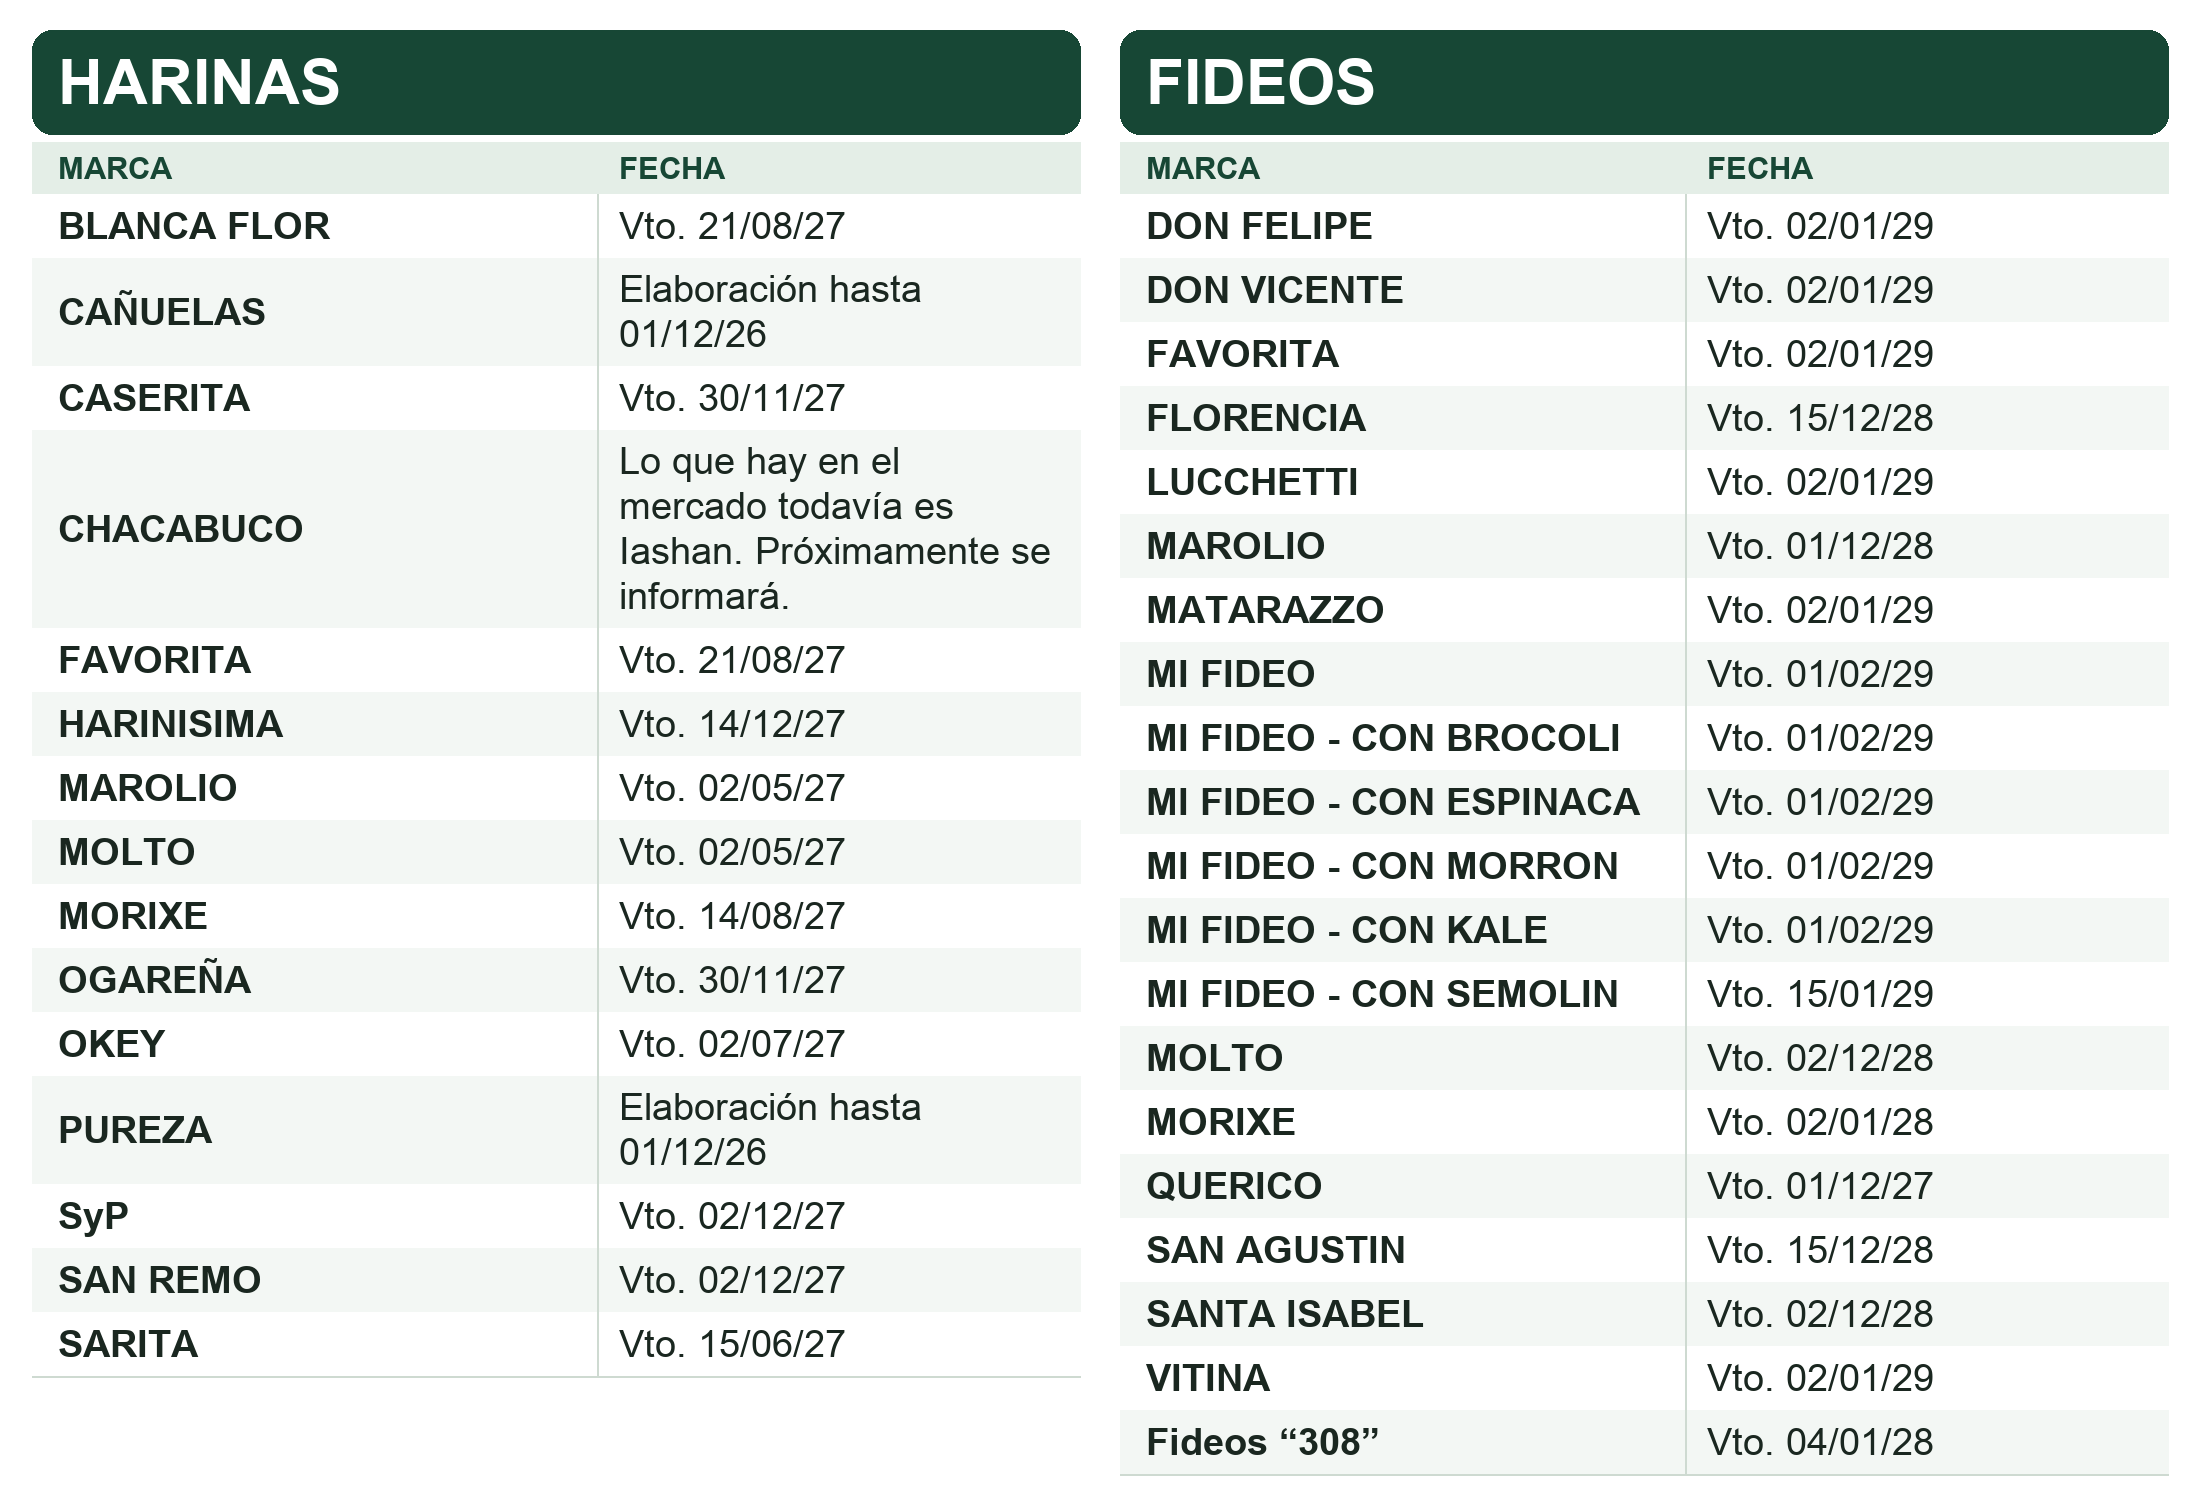 HARINAS
MARCA FECHA
BLANCA FLOR Vto. 21/08/27
CAÑUELAS Elaboración hasta
01/12/26
CASERITA Vto. 30/11/27
CHACABUCO Lo que hay en el
mercado todavía es
Iashan. Próximamente se
informará.
FAVORITA Vto. 21/08/27
HARINISIMA Vto. 14/12/27
MAROLIO Vto. 02/05/27
MOLTO Vto. 02/05/27
MORIXE Vto. 14/08/27
OGAREÑA Vto. 30/11/27
OKEY Vto. 02/07/27
PUREZA Elaboración hasta
01/12/26
SyP Vto. 02/12/27
SAN REMO Vto. 02/12/27
SARITA Vto. 15/06/27
FIDEOS
MARCA FECHA
DON FELIPE Vto. 02/01/29
DON VICENTE Vto. 02/01/29
FAVORITA Vto. 02/01/29
FLORENCIA Vto. 15/12/28
LUCCHETTI Vto. 02/01/29
MAROLIO Vto. 01/12/28
MATARAZZO Vto. 02/01/29
MI FIDEO Vto. 01/02/29
MI FIDEO - CON BROCOLI Vto. 01/02/29
MI FIDEO - CON ESPINACA Vto. 01/02/29
MI FIDEO - CON MORRON Vto. 01/02/29
MI FIDEO - CON KALE Vto. 01/02/29
MI FIDEO - CON SEMOLIN Vto. 15/01/29
MOLTO Vto. 02/12/28
MORIXE Vto. 02/01/28
QUERICO Vto. 01/12/27
SAN AGUSTIN Vto. 15/12/28
SANTA ISABEL Vto. 02/12/28
VITINA Vto. 02/01/29
Fideos “308” Vto. 04/01/28